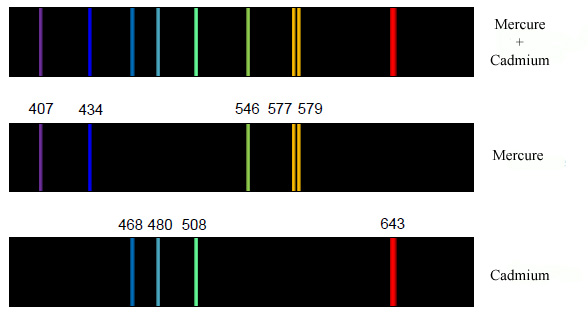 Mercure
+
Cadmium
407 434 546 577 579
Mercure
468 480 508 643
Cadmium